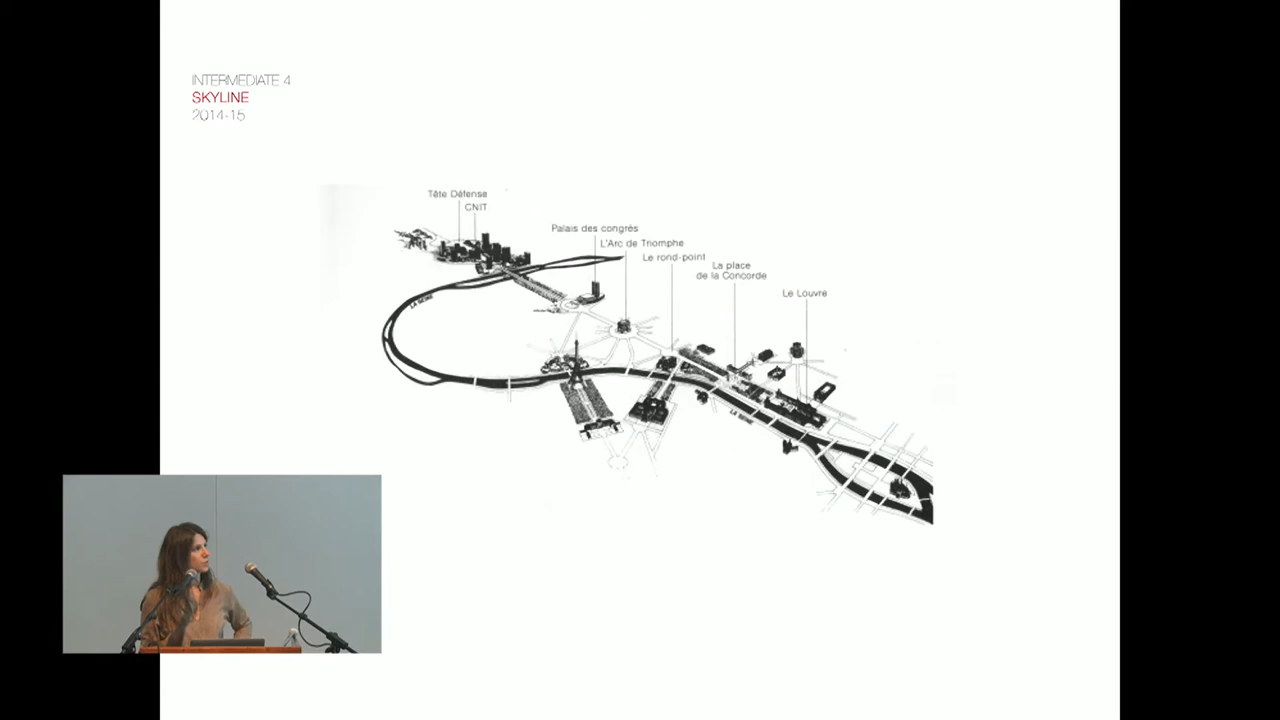 INTERMEDIATE 4
SKYLINE
2014-15
Tête Défense
CNIT
Palais des congrès
L'Arc de Triomphe
Le rond-point
La place
de la Concorde
Le Louvre
LA SEINE
LA SEINE